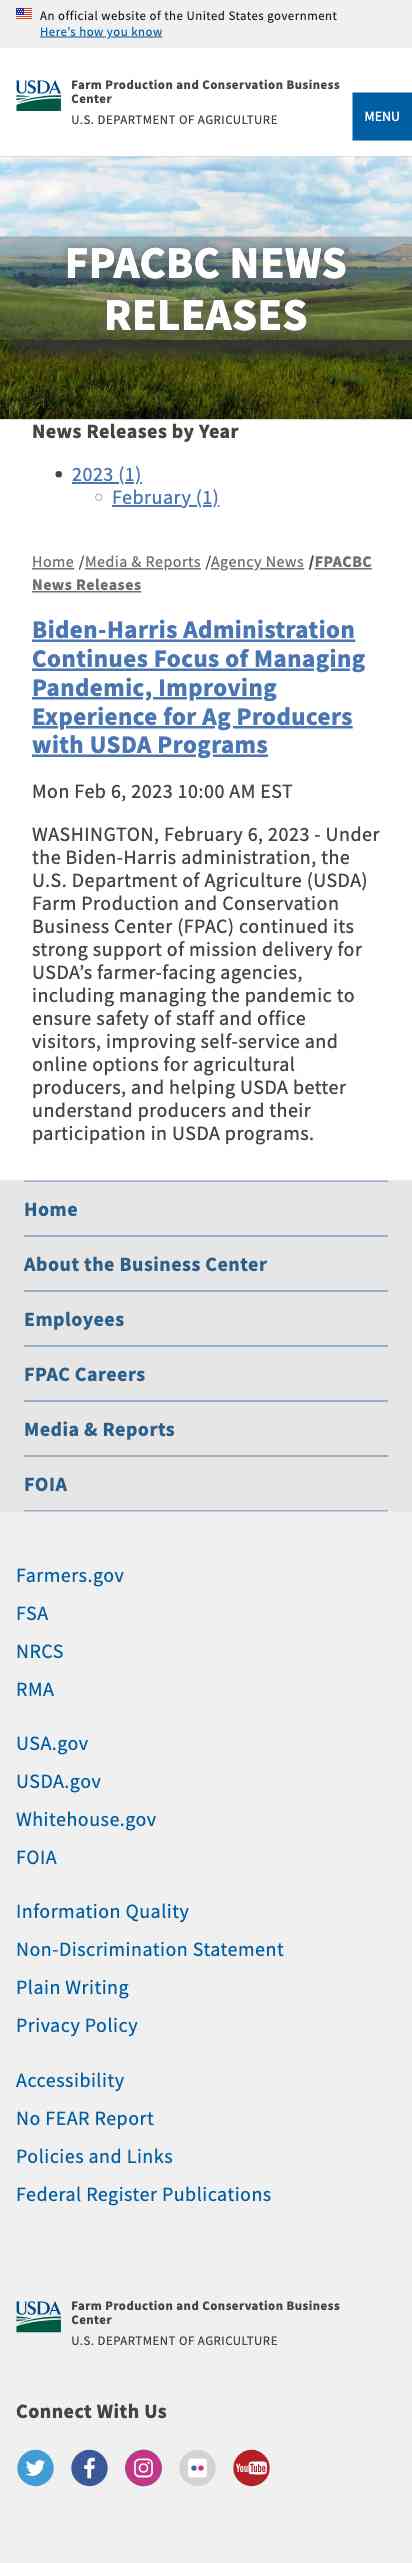 An official website of the United States government
Here's how you know
USDA
Farm Production and Conservation Business
Center
U.S. DEPARTMENT OF AGRICULTURE
MENU
FPACBC NEWS
RELEASES
News Releases by Year
2023 (1)
February (1)
Home /Media & Reports /Agency News /FPACBC
News Releases
Biden-Harris Administration
Continues Focus of Managing
Pandemic, Improving
Experience for Ag Producers
with USDA Programs
Mon Feb 6, 2023 10:00 AM EST
WASHINGTON, February 6, 2023 - Under
the Biden-Harris administration, the
U.S. Department of Agriculture (USDA)
Farm Production and Conservation
Business Center (FPAC) continued its
strong support of mission delivery for
USDA’s farmer-facing agencies,
including managing the pandemic to
ensure safety of staff and office
visitors, improving self-service and
online options for agricultural
producers, and helping USDA better
understand producers and their
participation in USDA programs.
Home
About the Business Center
Employees
FPAC Careers
Media & Reports
FOIA
Farmers.gov
FSA
NRCS
RMA
USA.gov
USDA.gov
Whitehouse.gov
FOIA
Information Quality
Non-Discrimination Statement
Plain Writing
Privacy Policy
Accessibility
No FEAR Report
Policies and Links
Federal Register Publications
USDA
Farm Production and Conservation Business
Center
U.S. DEPARTMENT OF AGRICULTURE
Connect With Us
YouTube